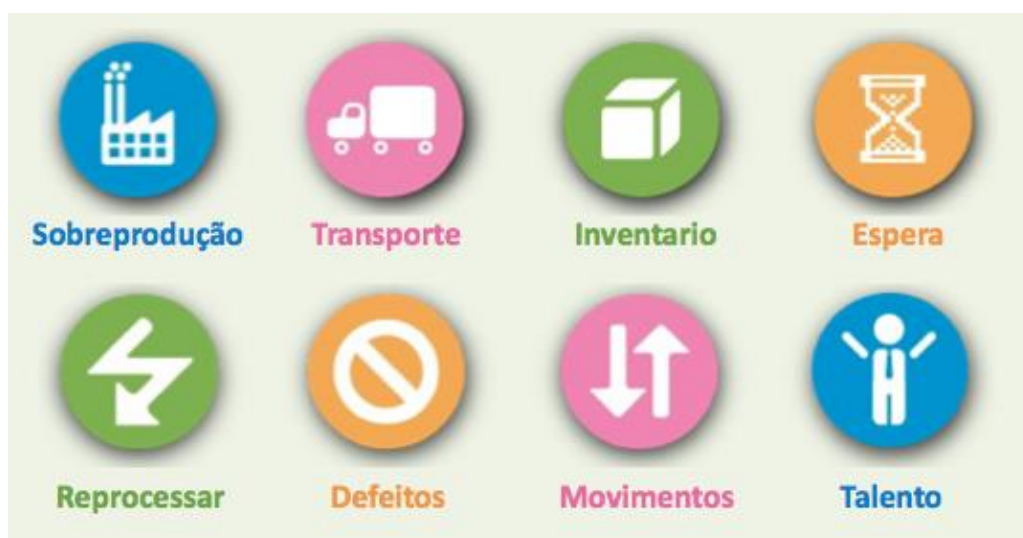 Sobreprodução Transporte Inventario Espera
Reprocessar Defeitos Movimentos Talento